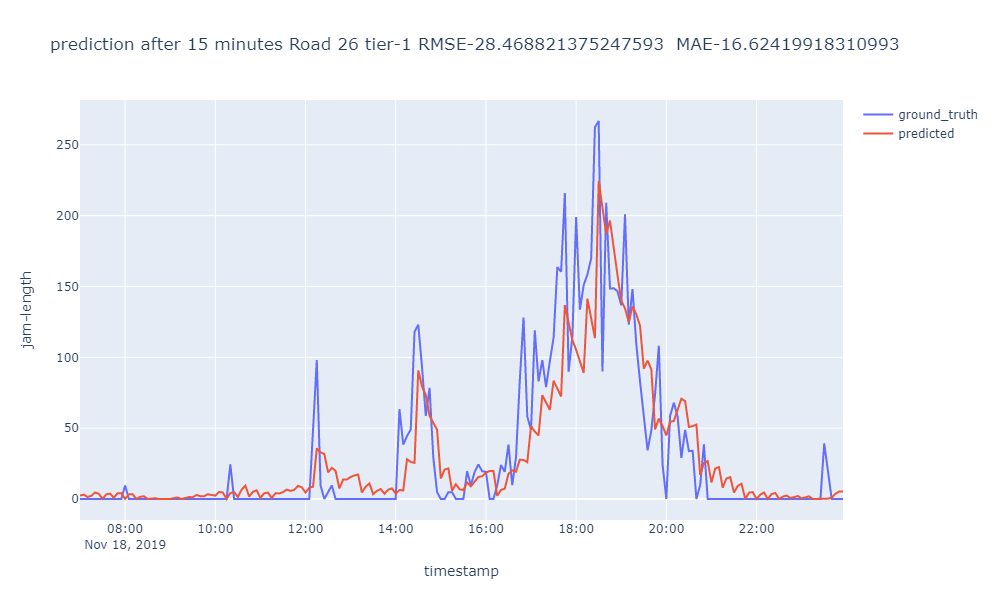 prediction after 15 minutes Road 26 tier-1 RMSE-28.468821375247593  MAE-16.62419918310993
ground_truth
predicted
250
200
150
100
50
0
jam-length
08:00 10:00 12:00 14:00 16:00 18:00 20:00 22:00
Nov 18, 2019
timestamp